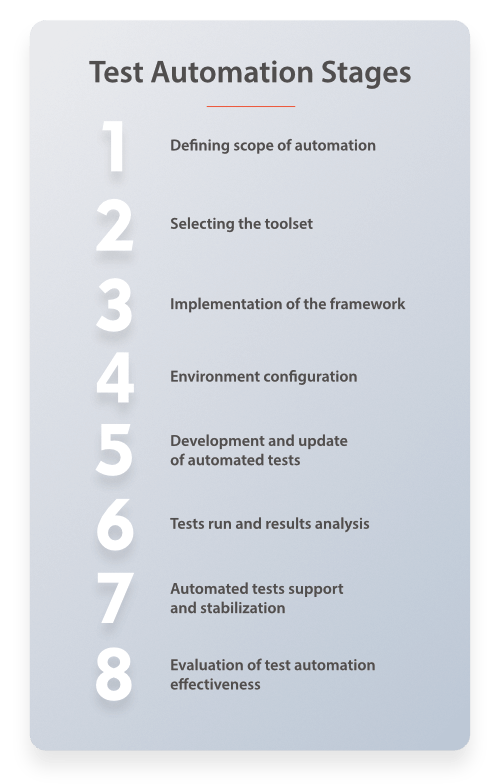 Test Automation Stages
1 Defining scope of automation
2 Selecting the toolset
3 Implementation of the framework
4 Environment configuration
5 Development and update
of automated tests
6 Tests run and results analysis
7 Automated tests support
and stabilization
8 Evaluation of test automation
effectiveness